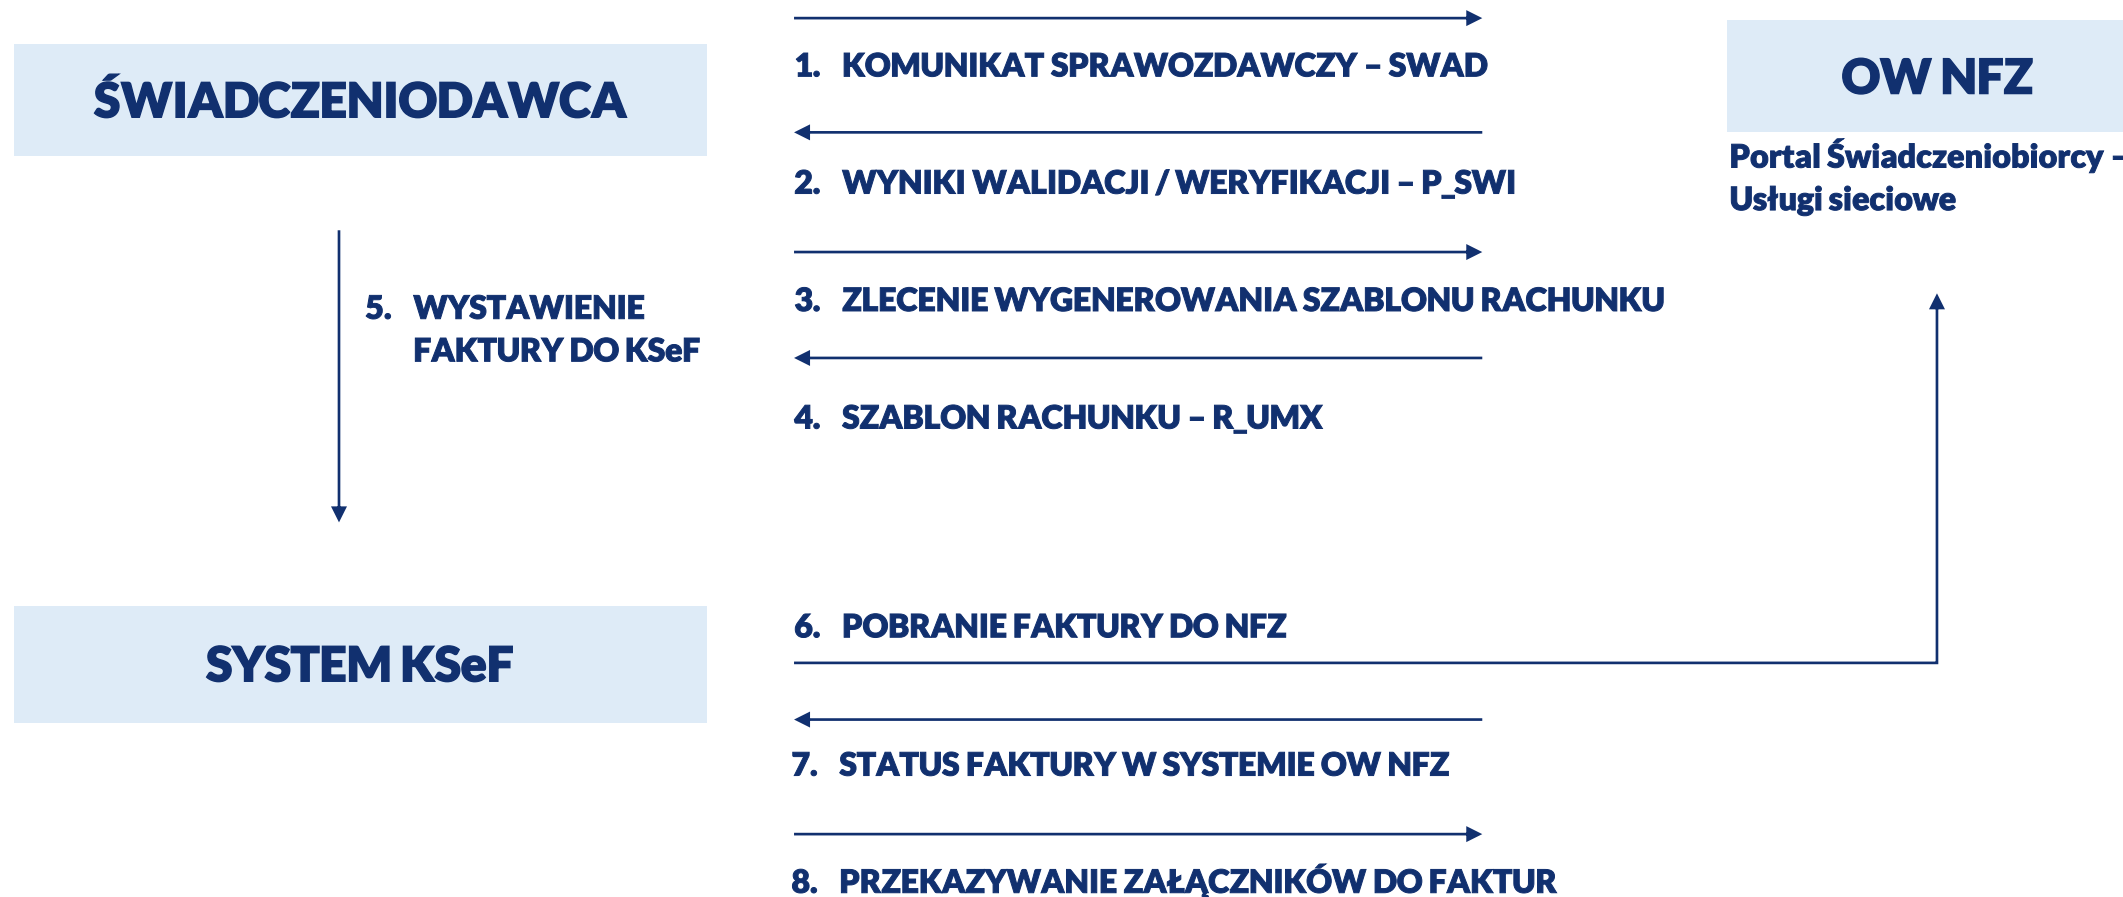 ŚWIADCZENIODAWCA
1. KOMUNIKAT SPRAWOZDAWCZY – SWAD
OW NFZ
Portal Świadczeniobiorcy -
Usługi sieciowe
2. WYNIKI WALIDACJI / WERYFIKACJI – P_SWI
3. ZLECENIE WYGENEROWANIA SZABLONU RACHUNKU
4. SZABLON RACHUNKU – R_UMX
5. WYSTAWIENIE
FAKTURY DO KSeF
SYSTEM KSeF
6. POBRANIE FAKTURY DO NFZ
7. STATUS FAKTURY W SYSTEMIE OW NFZ
8. PRZEKAZYWANIE ZAŁĄCZNIKÓW DO FAKTUR